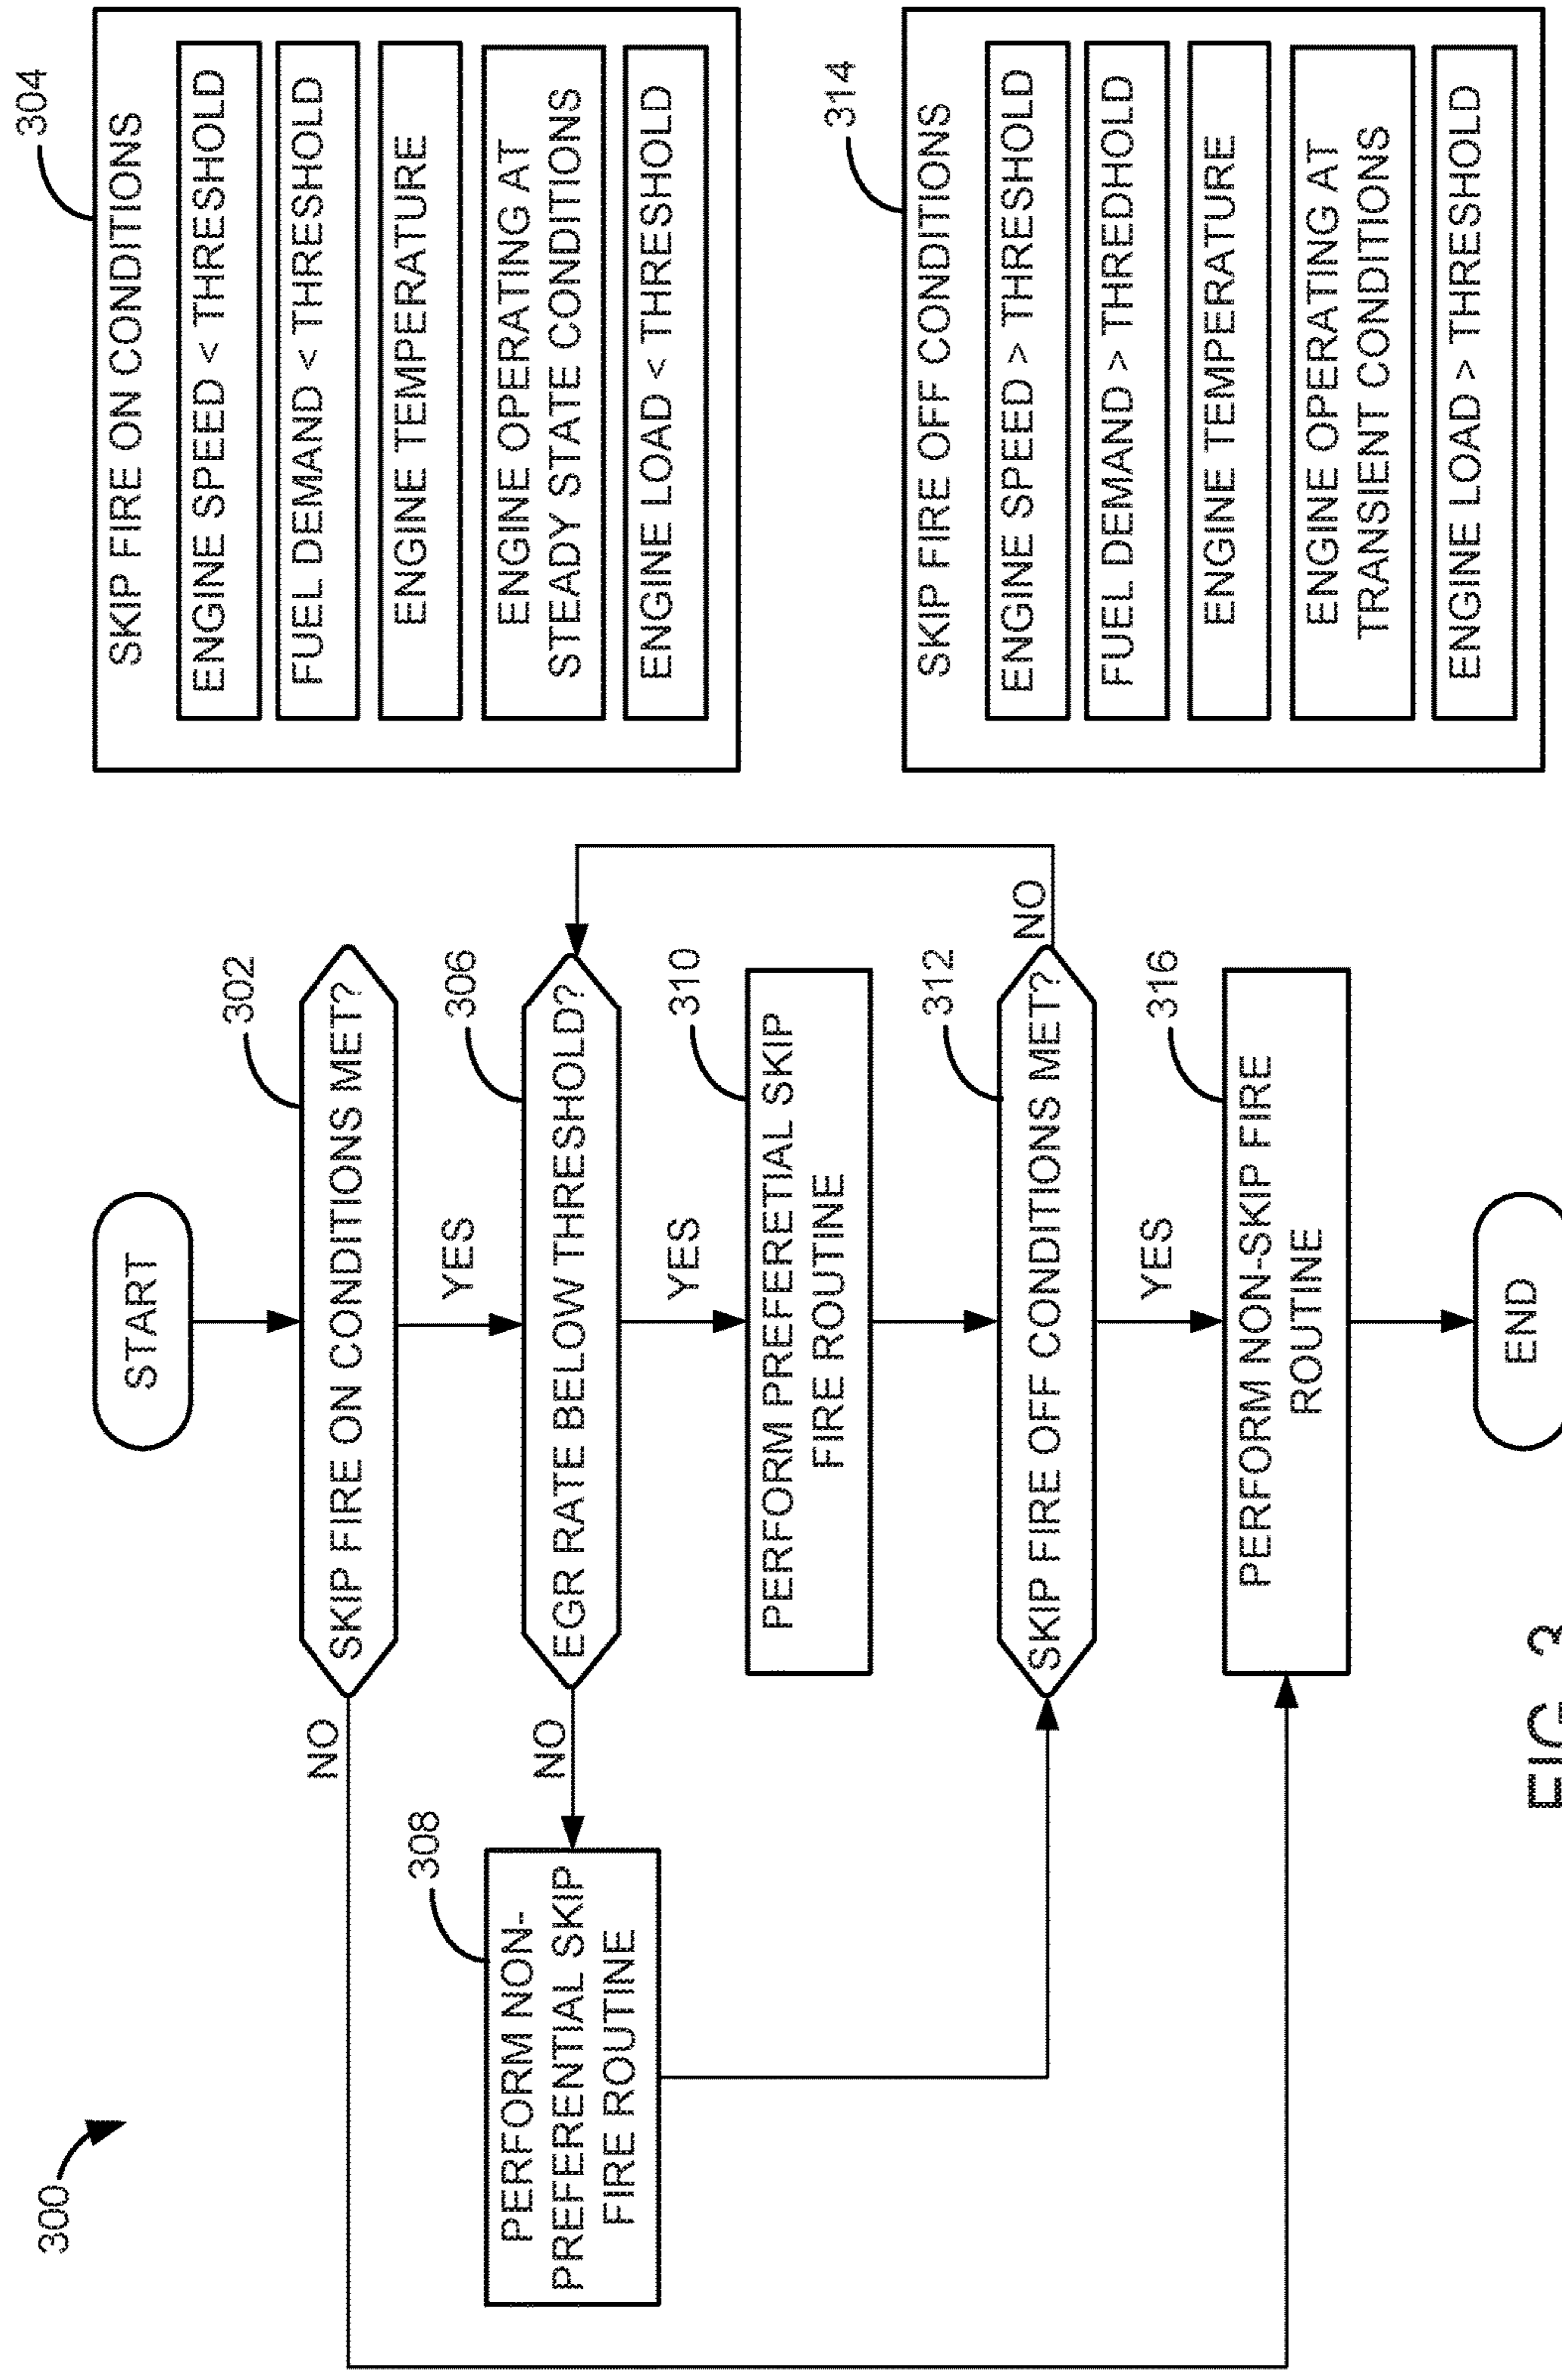 300
START
302
SKIP FIRE ON CONDITIONS MET?
NO
YES
306
EGR RATE BELOW THRESHOLD?
NO
308
PERFORM NON-
PREFERENTIAL SKIP
FIRE ROUTINE
YES
310
PERFORM PREFERETIAL SKIP
FIRE ROUTINE
312
SKIP FIRE OFF CONDITIONS MET?
NO
YES
316
PERFORM NON-SKIP FIRE
ROUTINE
END
304
SKIP FIRE ON CONDITIONS
ENGINE SPEED < THRESHOLD
FUEL DEMAND < THRESHOLD
ENGINE TEMPERATURE
ENGINE OPERATING AT
STEADY STATE CONDITIONS
ENGINE LOAD < THRESHOLD
314
SKIP FIRE OFF CONDITIONS
ENGINE SPEED > THRESHOLD
FUEL DEMAND > THREDHOLD
ENGINE TEMPERATURE
ENGINE OPERATING AT
TRANSIENT CONDITIONS
ENGINE LOAD > THRESHOLD
FIG. 3